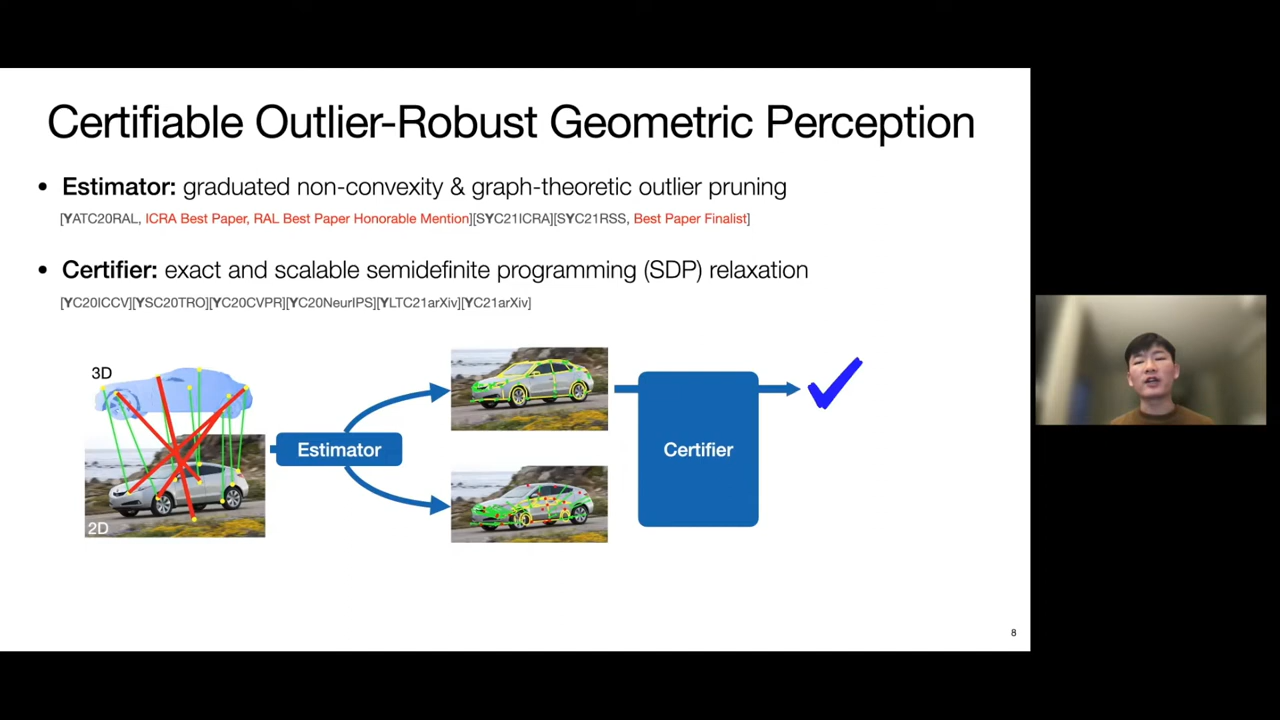 Certifiable Outlier-Robust Geometric Perception
• Estimator: graduated non-convexity & graph-theoretic outlier pruning
[YATC20RAL, ICRA Best Paper, RAL Best Paper Honorable Mention][SYC21ICRA][SYC21RSS, Best Paper Finalist]
• Certifier: exact and scalable semidefinite programming (SDP) relaxation
[YC20ICCV][YSC20TRO][YC20CVPR][YC20NeurIPS][YLTC21arXiv][YC21arXiv]
3D
Estimator
Certifier
2D
8